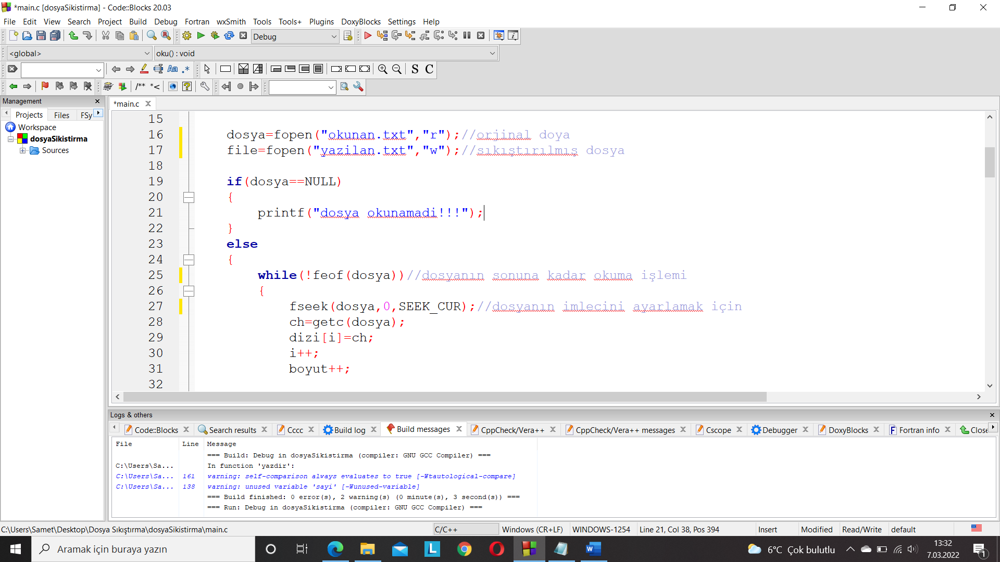 *main.c [dosyaSikistirma] - Code::Blocks 20.03
File Edit View Search Project Build Debug Fortran wxSmith Tools Tools+ Plugins DoxyBlocks Settings Help
Debug
<global> oku() : void
Aa .* S C
/** *<
Management
Projects Files FSy
Workspace
dosyaSikistirma
Sources
*main.c
15
16 dosya=fopen("okunan.txt","r");//orjinal doya
17 file=fopen("yazilan.txt","w");//sıkıştırılmış dosya
18
19 if(dosya==NULL)
20 {
21 printf("dosya okunamadi!!!");
22 }
23 else
24 {
25 while(!feof(dosya))//dosyanın sonuna kadar okuma işlemi
26 {
27 fseek(dosya,0,SEEK_CUR);//dosyanın imlecini ayarlamak için
28 ch=getc(dosya);
29 dizi[i]=ch;
30 i++;
31 boyut++;
32
Logs & others
Code::Blocks Search results Cccc Build log Build messages CppCheck/Vera++ CppCheck/Vera++ messages Cscope Debugger DoxyBlocks Fortran info Close
File Line Message
=== Build: Debug in dosyaSikistirma (compiler: GNU GCC Compiler) ===
C:\Users\Sa... In function 'yazdir':
C:\Users\Sa... 161 warning: self-comparison always evaluates to true [-Wtautological-compare]
C:\Users\Sa... 138 warning: unused variable 'sayi' [-Wunused-variable]
=== Build finished: 0 error(s), 2 warning(s) (0 minute(s), 3 second(s)) ===
=== Run: Debug in dosyaSikistirma (compiler: GNU GCC Compiler) ===
C:\Users\Samet\Desktop\Dosya Sıkıştırma\dosyaSikistirma\main.c C/C++ Windows (CR+LF) WINDOWS-1254 Line 21, Col 38, Pos 394 Insert Modified Read/Write default
Aramak için buraya yazın
6°C Çok bulutlu
13:32
7.03.2022
1